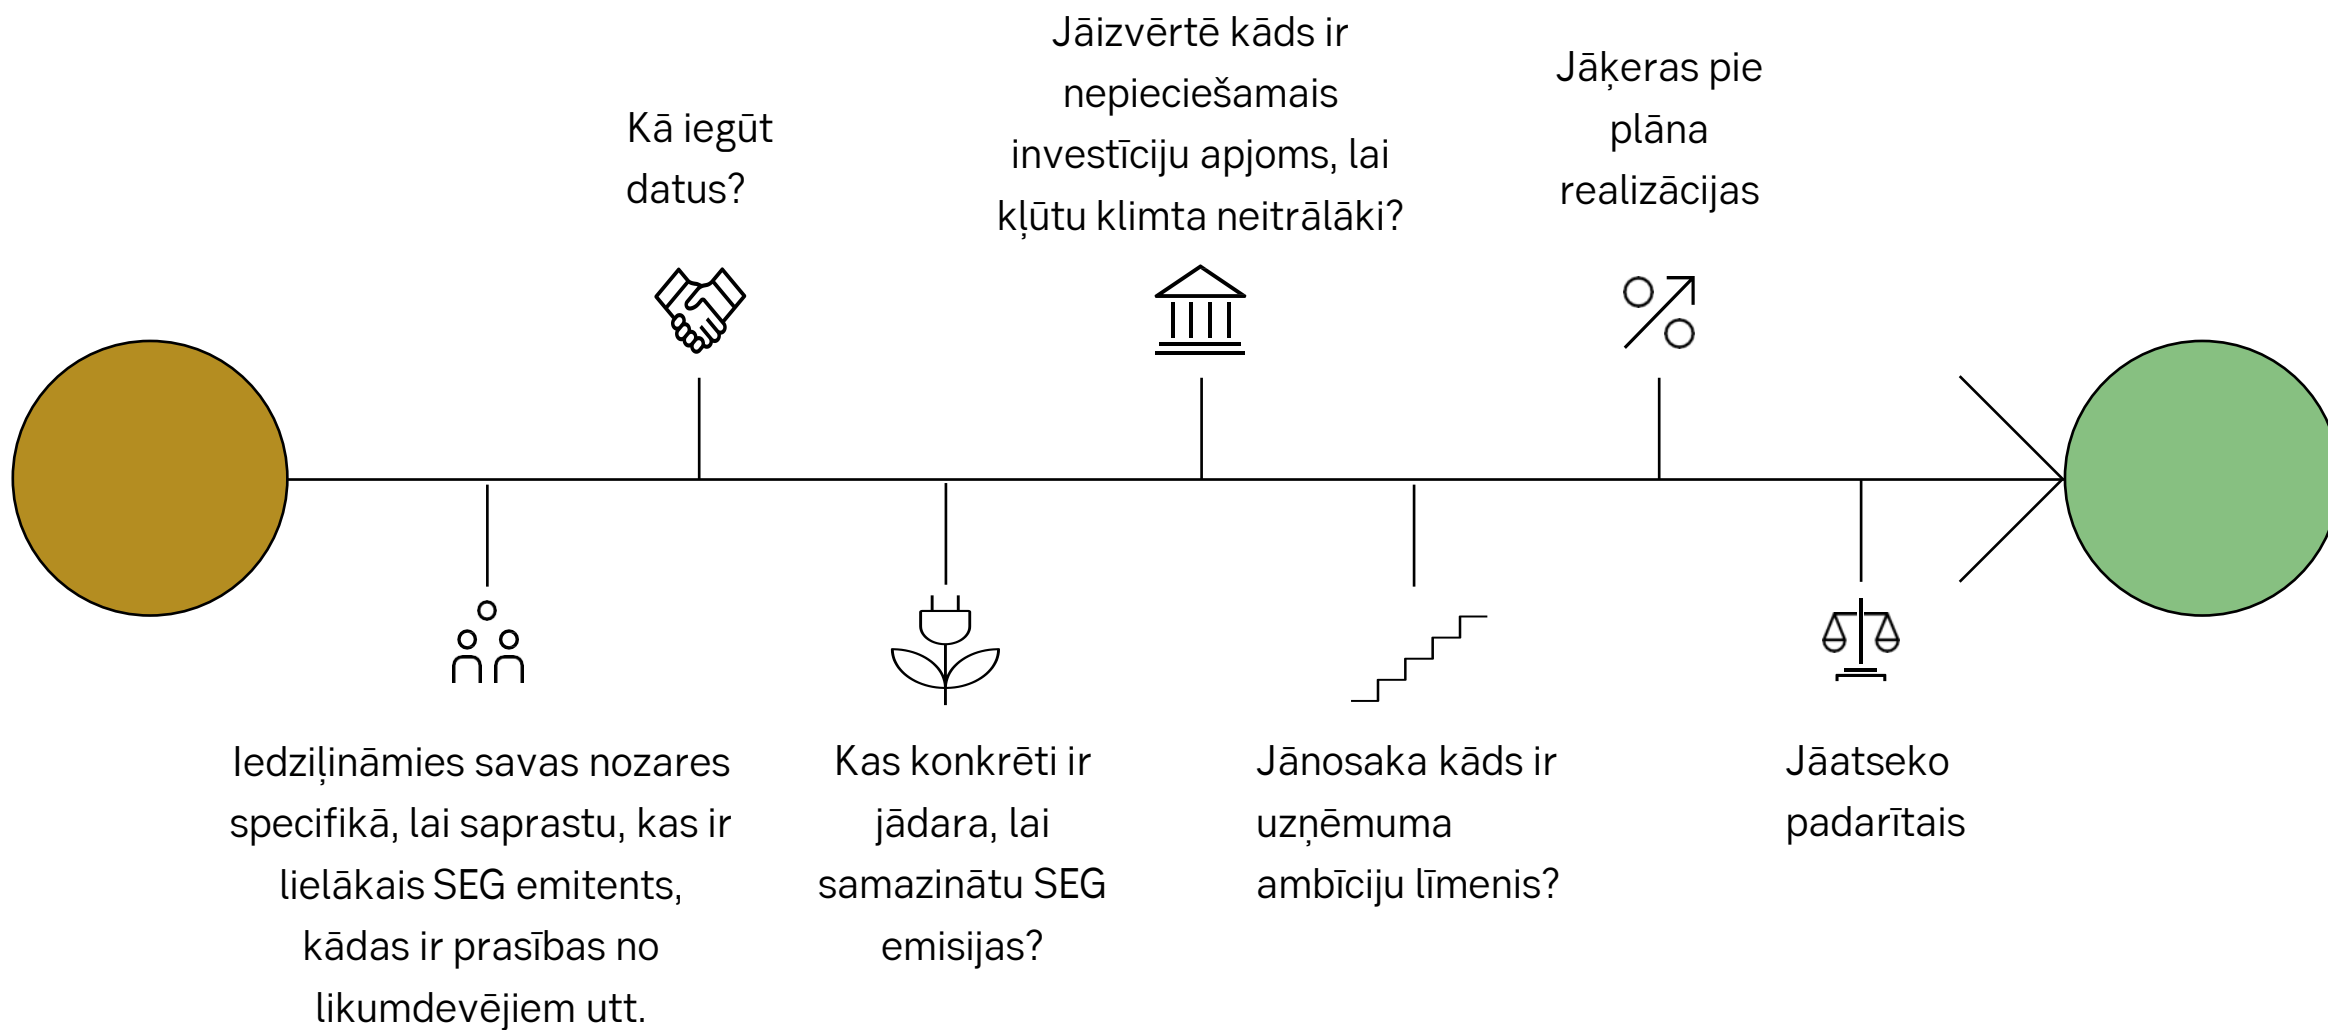 Jāizvērtē kāds ir
nepieciešamais
investīciju apjoms, lai
kļūtu klimta neitrālāki?
Jāķeras pie
plāna
realizācijas
Kā iegūt
datus?
Iedziļināmies savas nozares
specifikā, lai saprastu, kas ir
lielākais SEG emitents,
kādas ir prasības no
likumdevējiem utt.
Kas konkrēti ir
jādara, lai
samazinātu SEG
emisijas?
Jānosaka kāds ir
uzņēmuma
ambīciju līmenis?
Jāatseko
padarītais